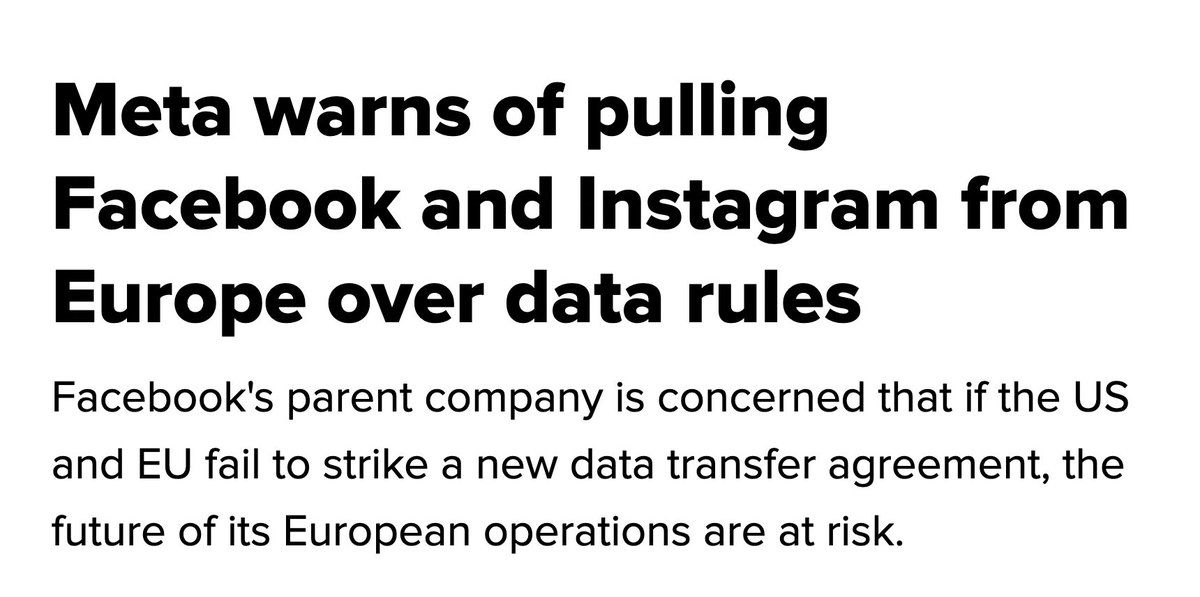 Meta warns of pulling
Facebook and Instagram from
Europe over data rules
Facebook's parent company is concerned that if the US
and EU fail to strike a new data transfer agreement, the
future of its European operations are at risk.